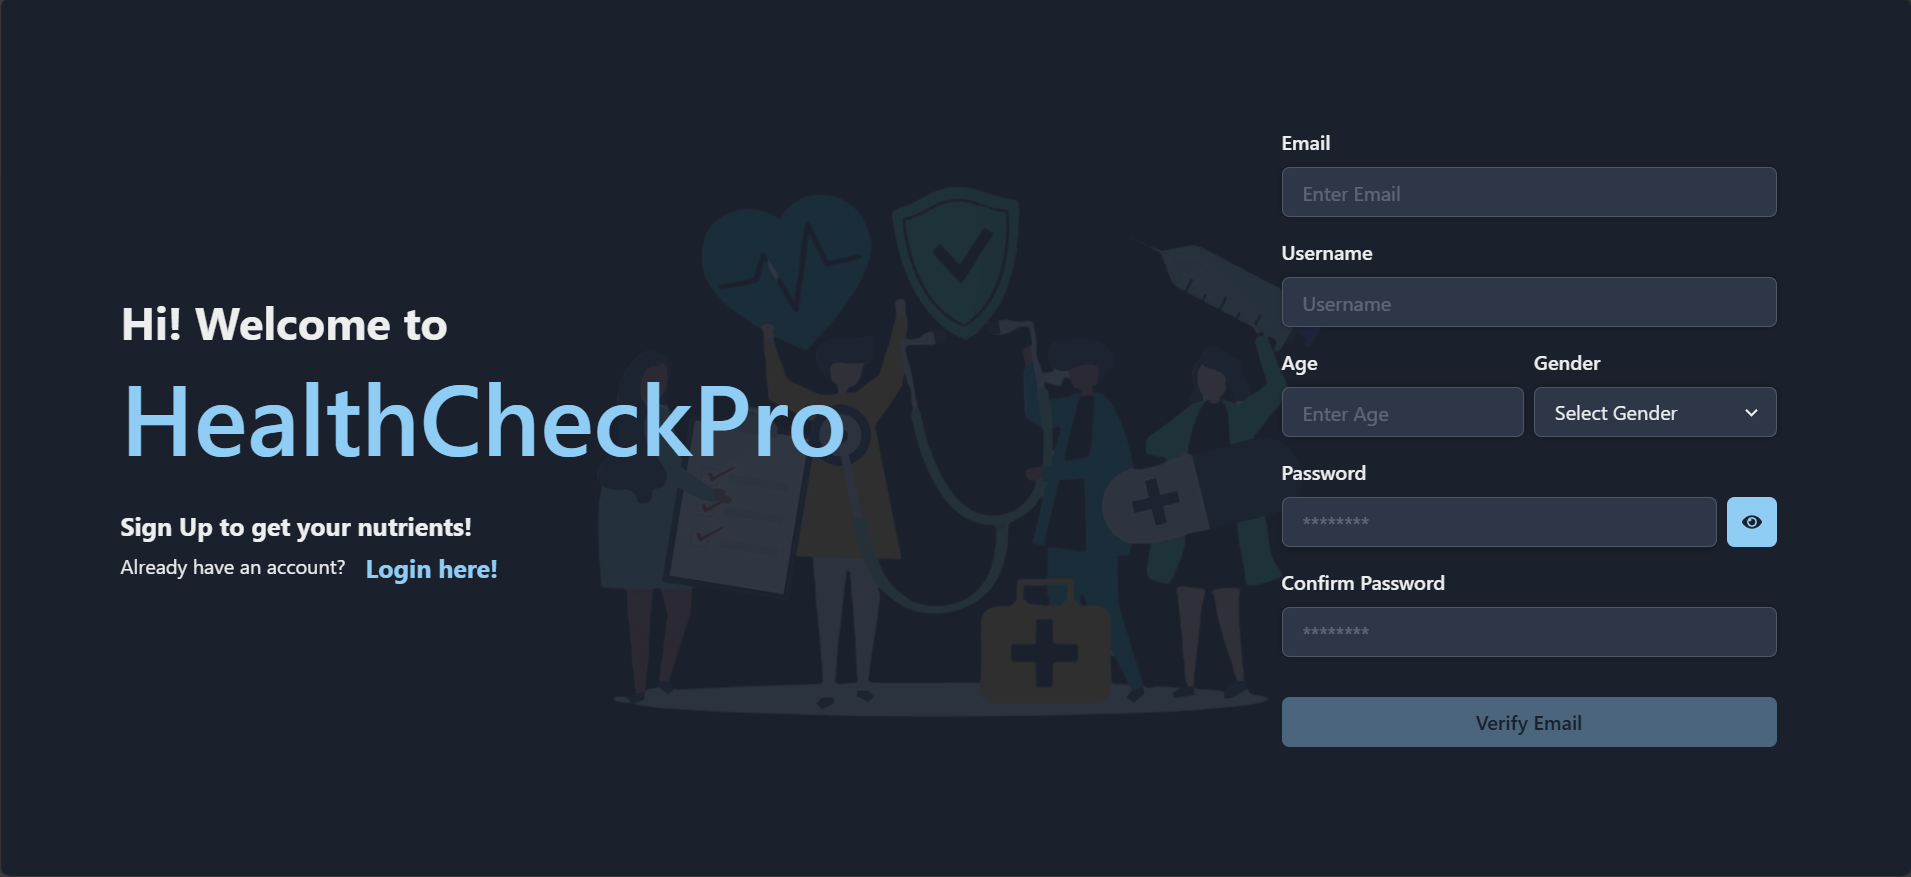 Hi! Welcome to
HealthCheckPro
Sign Up to get your nutrients!
Already have an account? Login here!
Email
Enter Email
Username
Username
Age Gender
Enter Age Select Gender
Password
********
Confirm Password
********
Verify Email